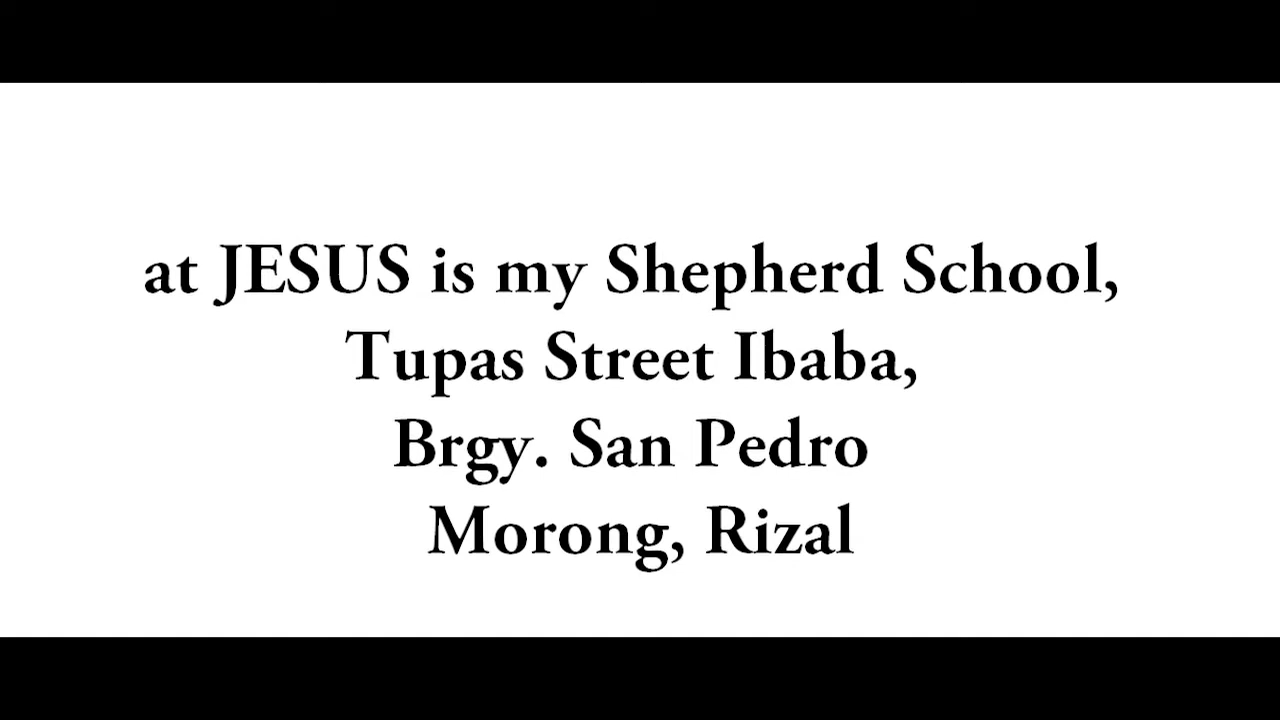 at JESUS is my Shepherd School,
Tupas Street Ibaba,
Brgy. San Pedro
Morong, Rizal